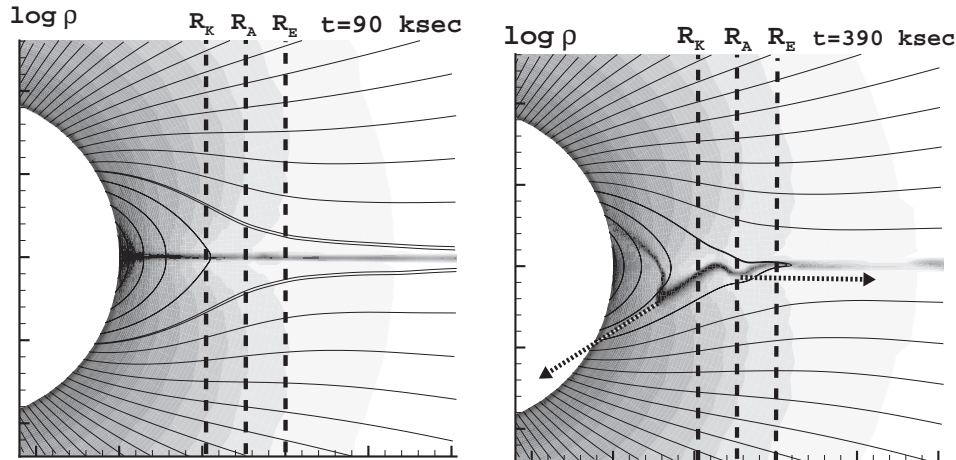 log ρ R_K R_A R_E t=90 ksec
log ρ R_K R_A R_E t=390 ksec